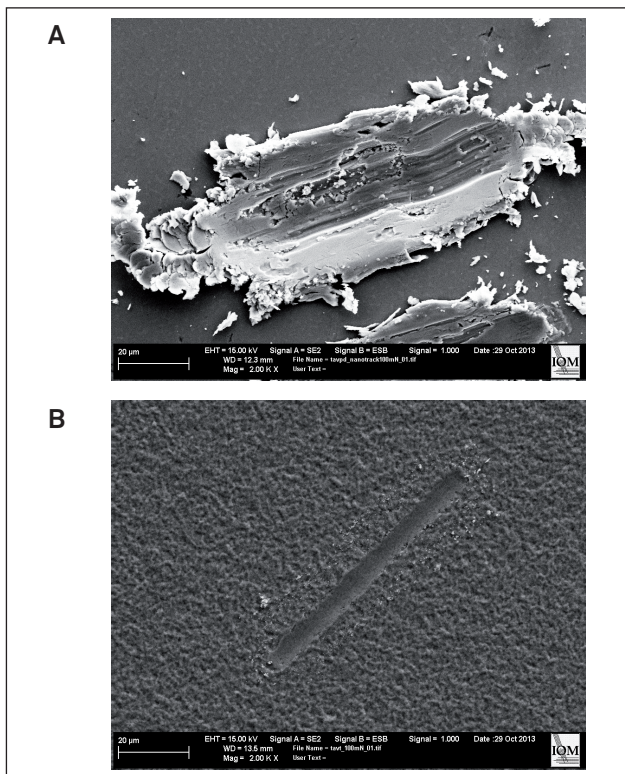 A
20 µm
EHT = 15.00 kV Signal A = SE2 Signal B = ESB Signal = 1.000 Date :29 Oct 2013
WD = 12.3 mm File Name = tavpd_nanotrack100mN_01.tif
Mag = 2.00 K X User Text =
IOM
B
20 µm
EHT = 15.00 kV Signal A = SE2 Signal B = ESB Signal = 1.000 Date :29 Oct 2013
WD = 13.5 mm File Name = tavt_100mN_01.tif
Mag = 2.00 K X User Text =
IOM